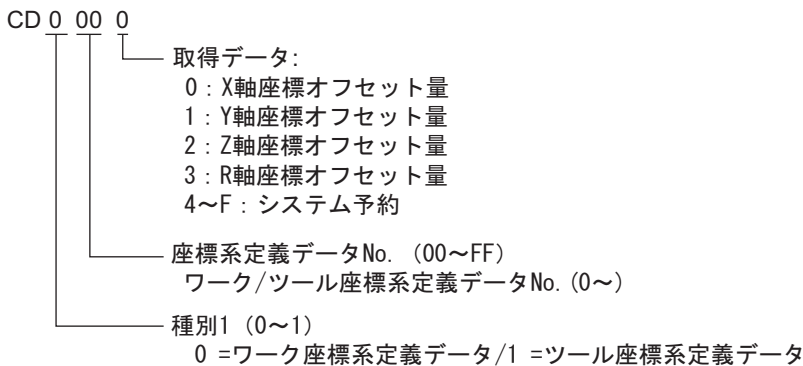 CD 0 00 0
取得データ:
0：X軸座標オフセット量
1：Y軸座標オフセット量
2：Z軸座標オフセット量
3：R軸座標オフセット量
4～F：システム予約
座標系定義データNo. （00～FF）
ワーク/ツール座標系定義データNo.(0～)
種別1（0～1）
0 =ワーク座標系定義データ/1 =ツール座標系定義データ